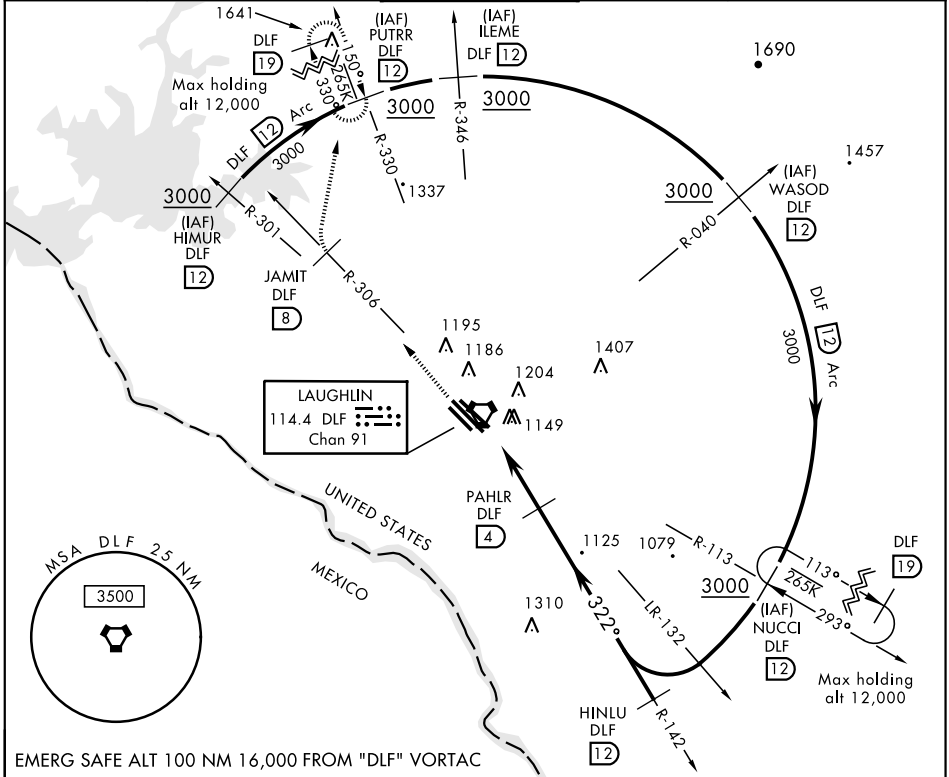 1641
DLF
19
Max holding
alt 12,000
150°
265K
330°
(IAF)
PUTRR
DLF
12
3000
(IAF)
ILEME
DLF 12
3000
1690
DLF 12 Arc
3000
R-330
R-346
1337
1457
3000
(IAF)
HIMUR
DLF
12
R-301
3000
(IAF)
WASOD
DLF
12
R-040
JAMIT
DLF
8
R-306
DLF 12 Arc
3000
1195
1186
1407
1204
1149
LAUGHLIN
114.4 DLF
Chan 91
PAHLR
DLF
4
UNITED STATES
MEXICO
1125
1079
R-113
113°
265K
293°
DLF
19
3000
(IAF)
NUCCI
DLF
12
Max holding
alt 12,000
MSA DLF 25 NM
3500
1310
322°
LR-132
HINLU
DLF
12
R-142
EMERG SAFE ALT 100 NM 16,000 FROM "DLF" VORTAC